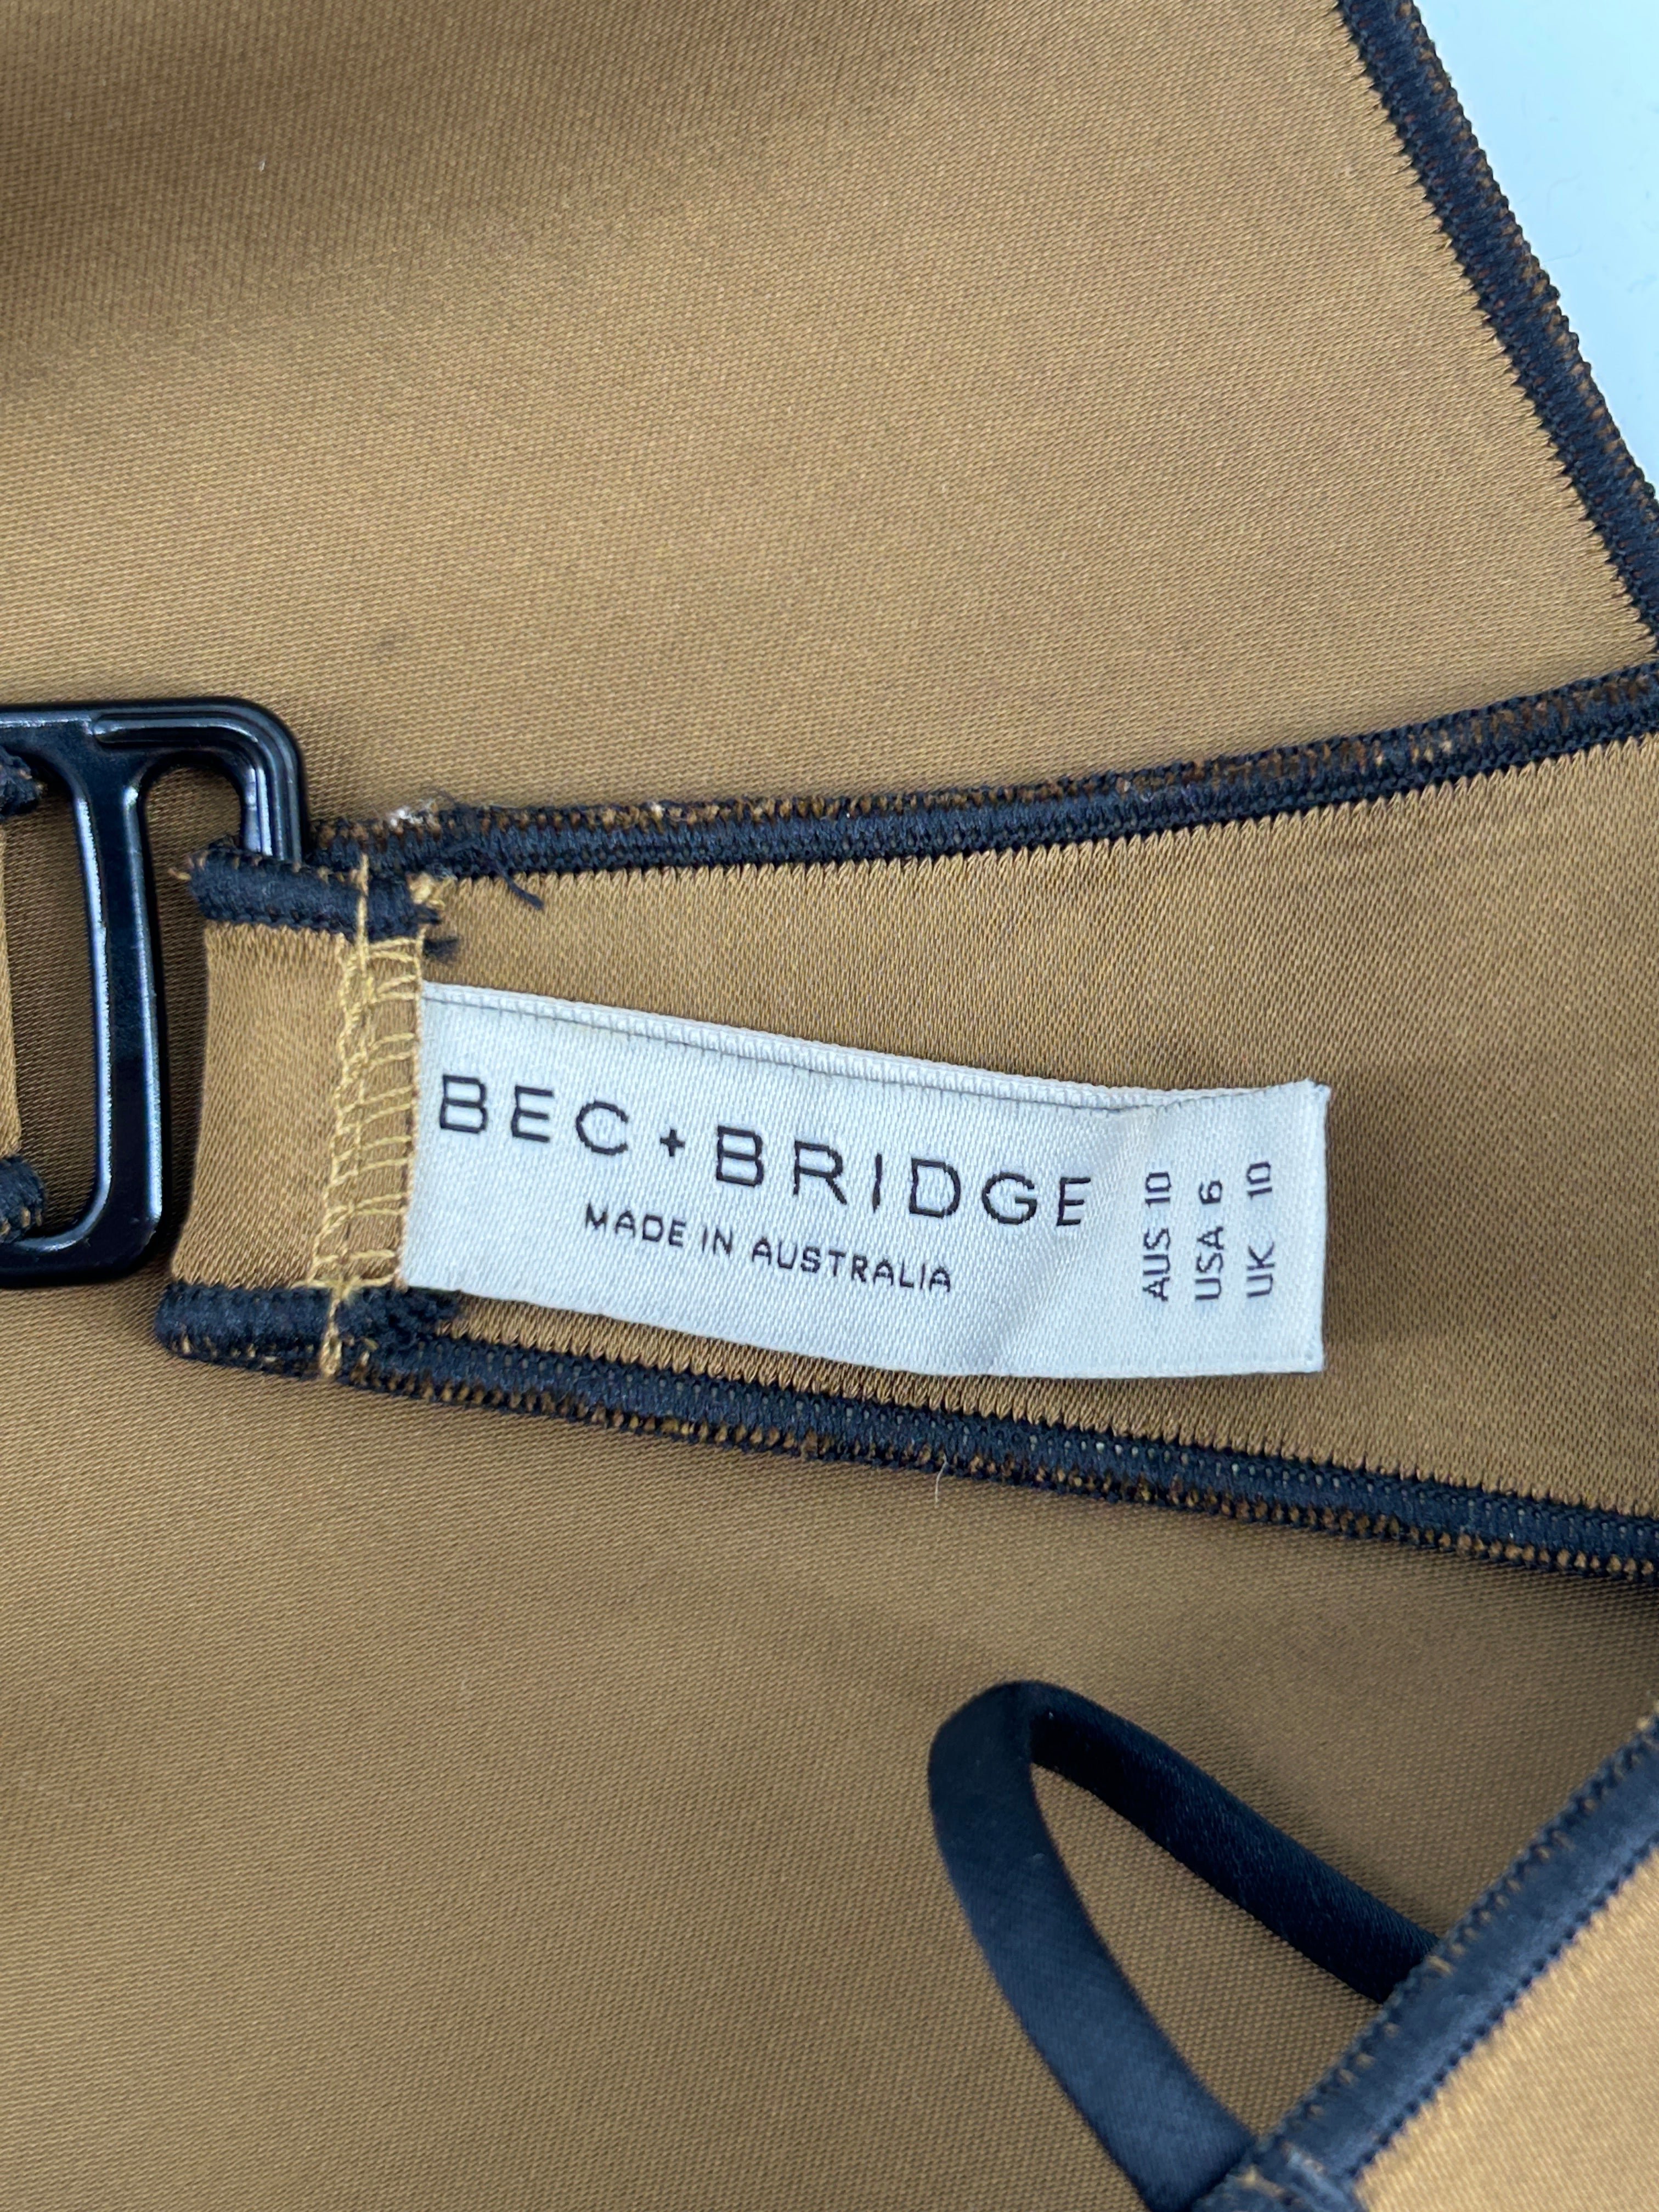 BEC+BRIDGE
MADE IN AUSTRALIA
AUS 10
USA 6
UK 10